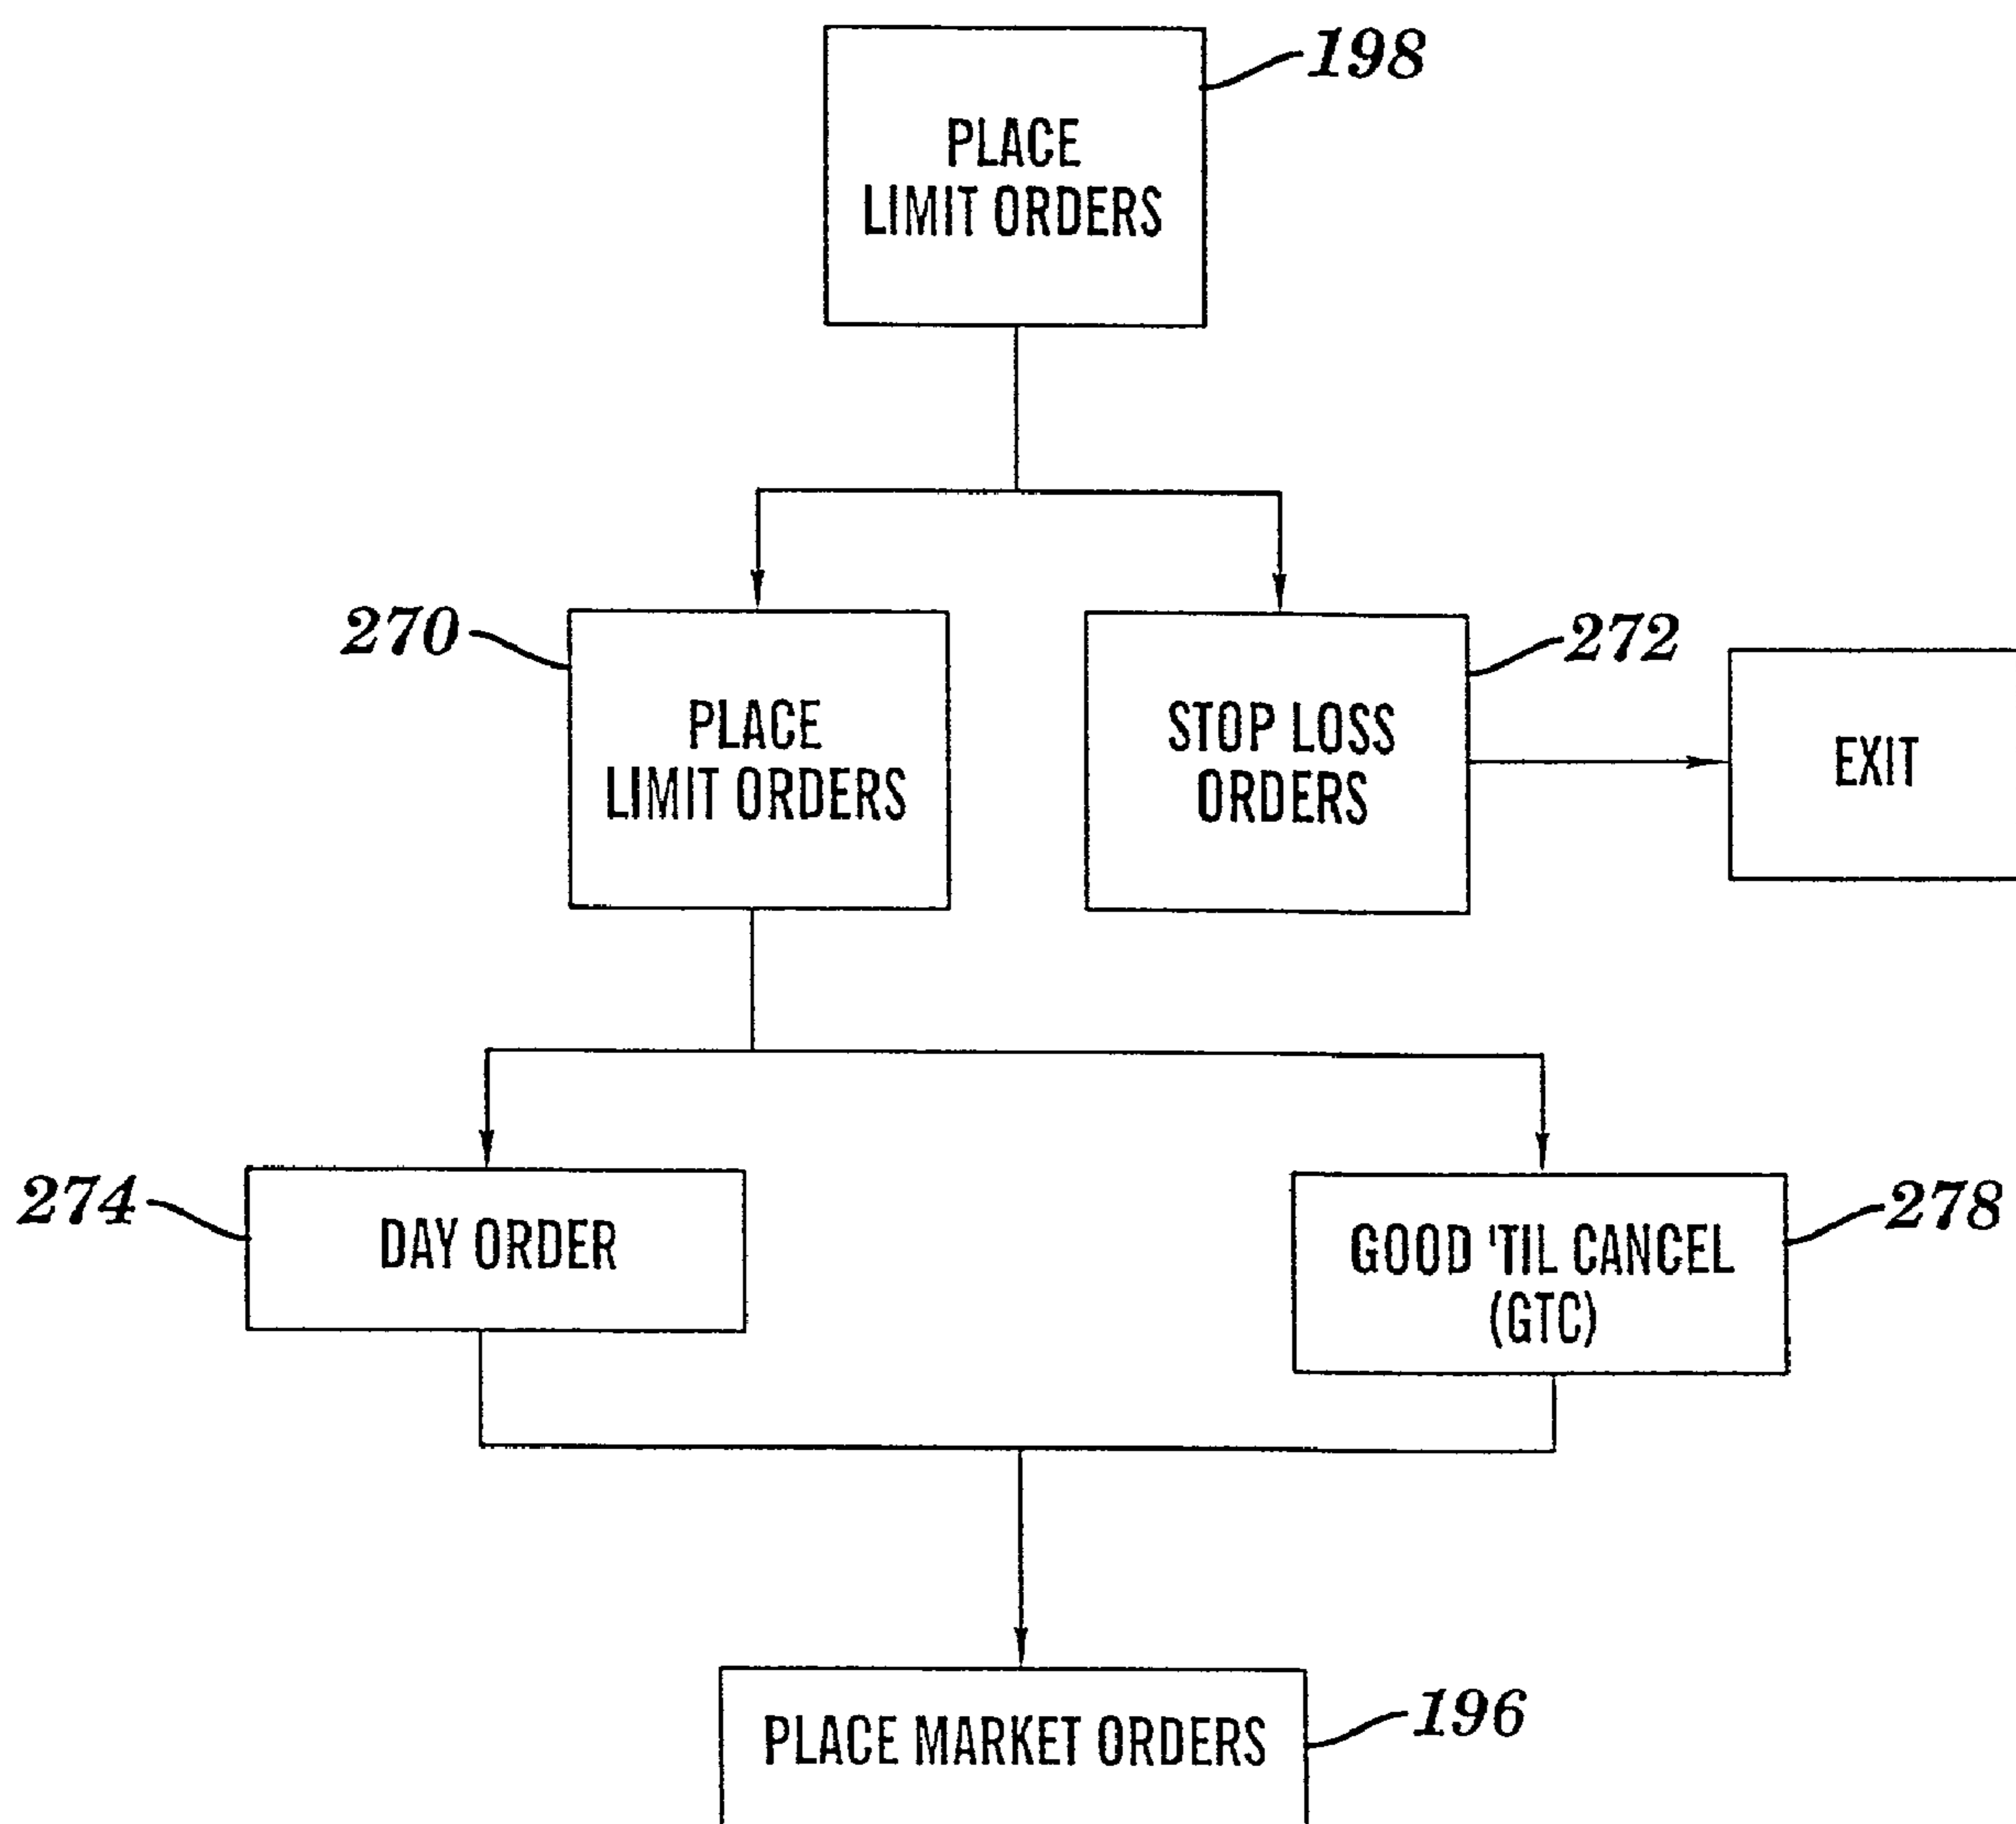 198
PLACE
LIMIT ORDERS
270
PLACE
LIMIT ORDERS
272
STOP LOSS
ORDERS
EXIT
274
DAY ORDER
278
GOOD 'TIL CANCEL
(GTC)
196
PLACE MARKET ORDERS